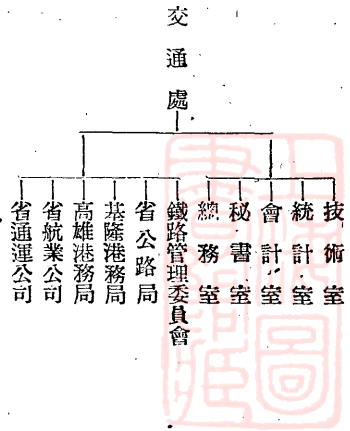 交通處
技術室
統計室
會計室
秘書室
總務室
鐵路管理委員會
省公路局
基隆港務局
高雄港務局
省航業公司
省通運公司